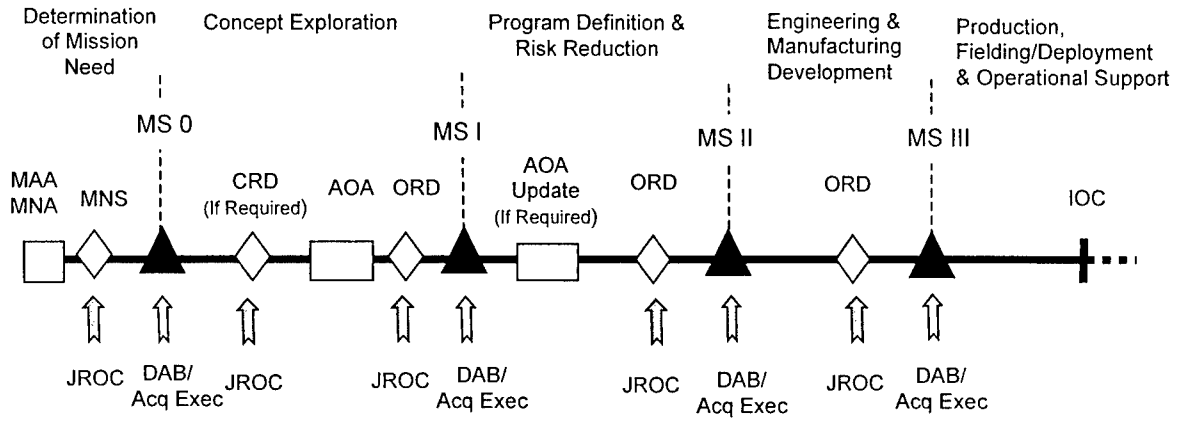 Determination
of Mission
Need
Concept Exploration
Program Definition &
Risk Reduction
Engineering &
Manufacturing
Development
Production,
Fielding/Deployment
& Operational Support
MS 0
MS I
MS II
MS III
MAA
MNA
MNS
CRD
(If Required)
AOA
ORD
AOA
Update
(If Required)
ORD
ORD
IOC
JROC
DAB/
Acq Exec
JROC
JROC
DAB/
Acq Exec
JROC
DAB/
Acq Exec
JROC
DAB/
Acq Exec